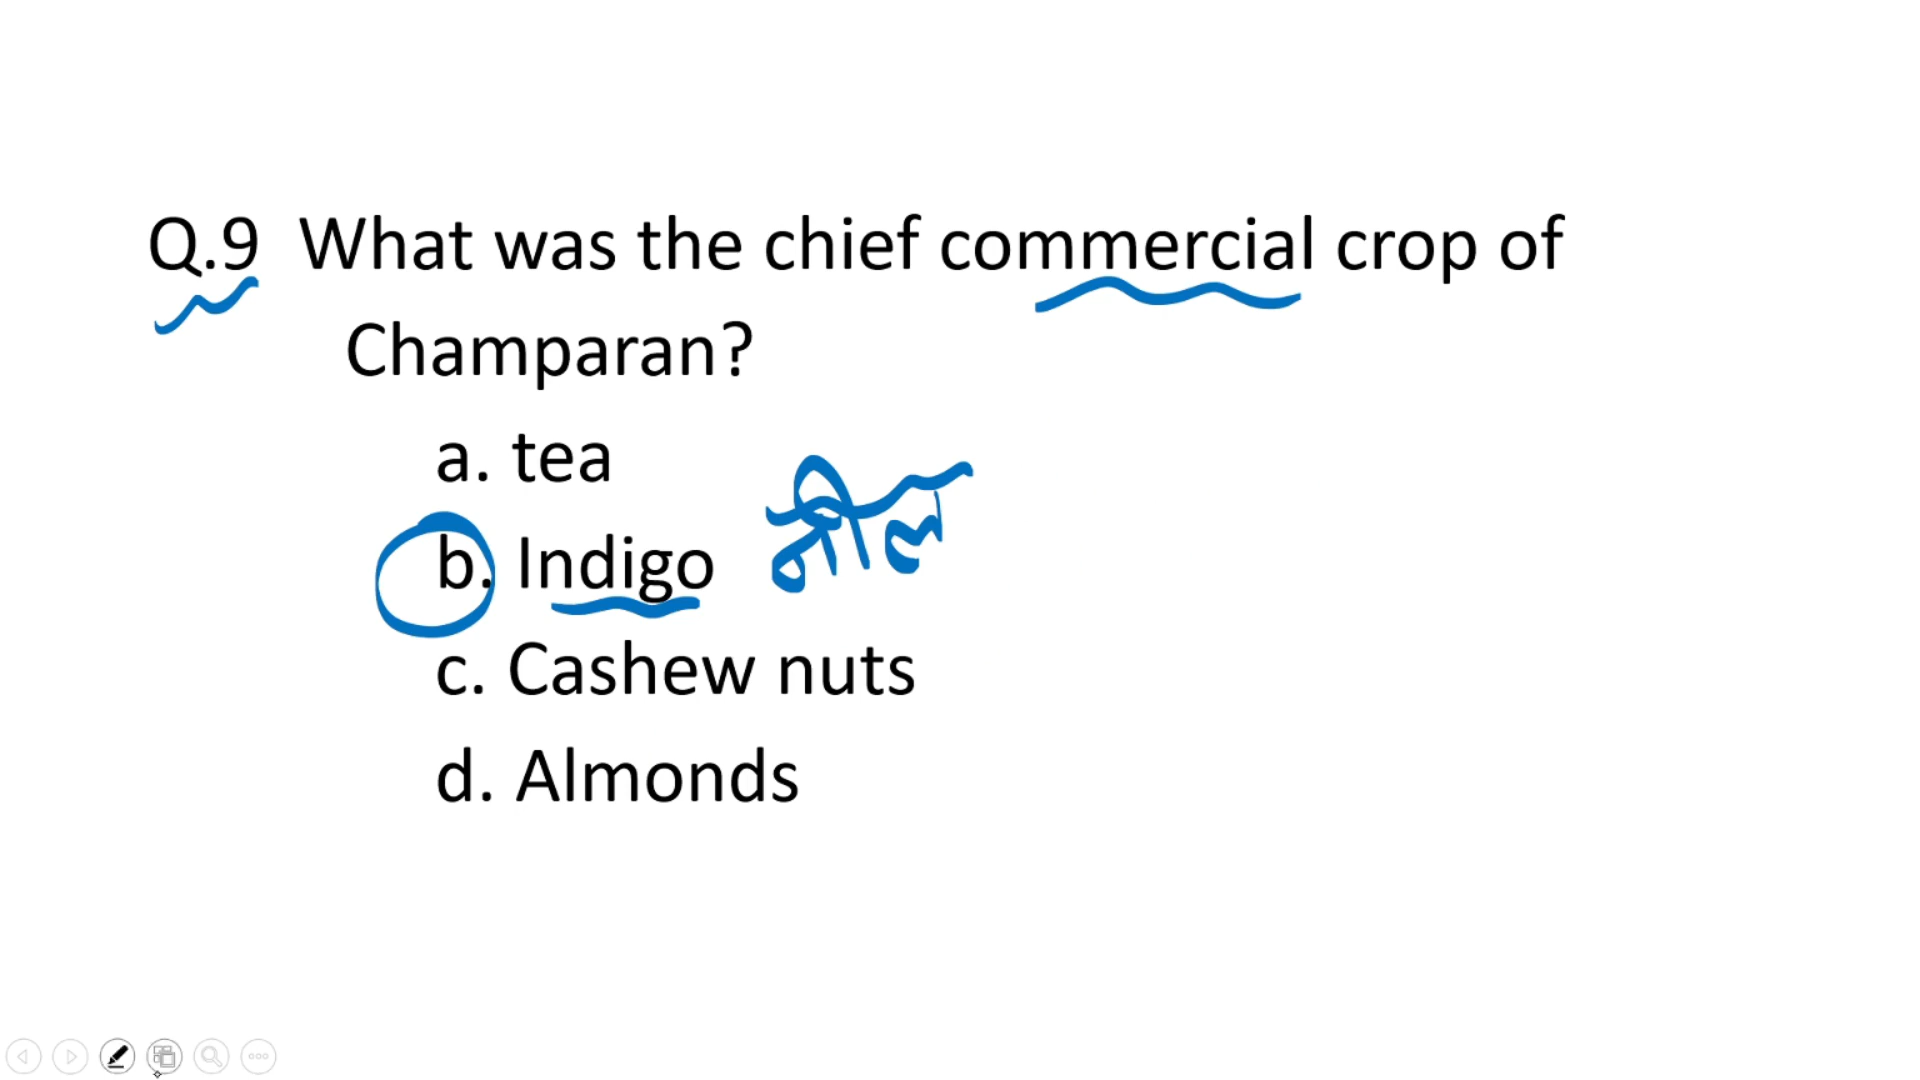 Q.9 What was the chief commercial crop of
Champaran?
a. tea
b. Indigo नील
c. Cashew nuts
d. Almonds